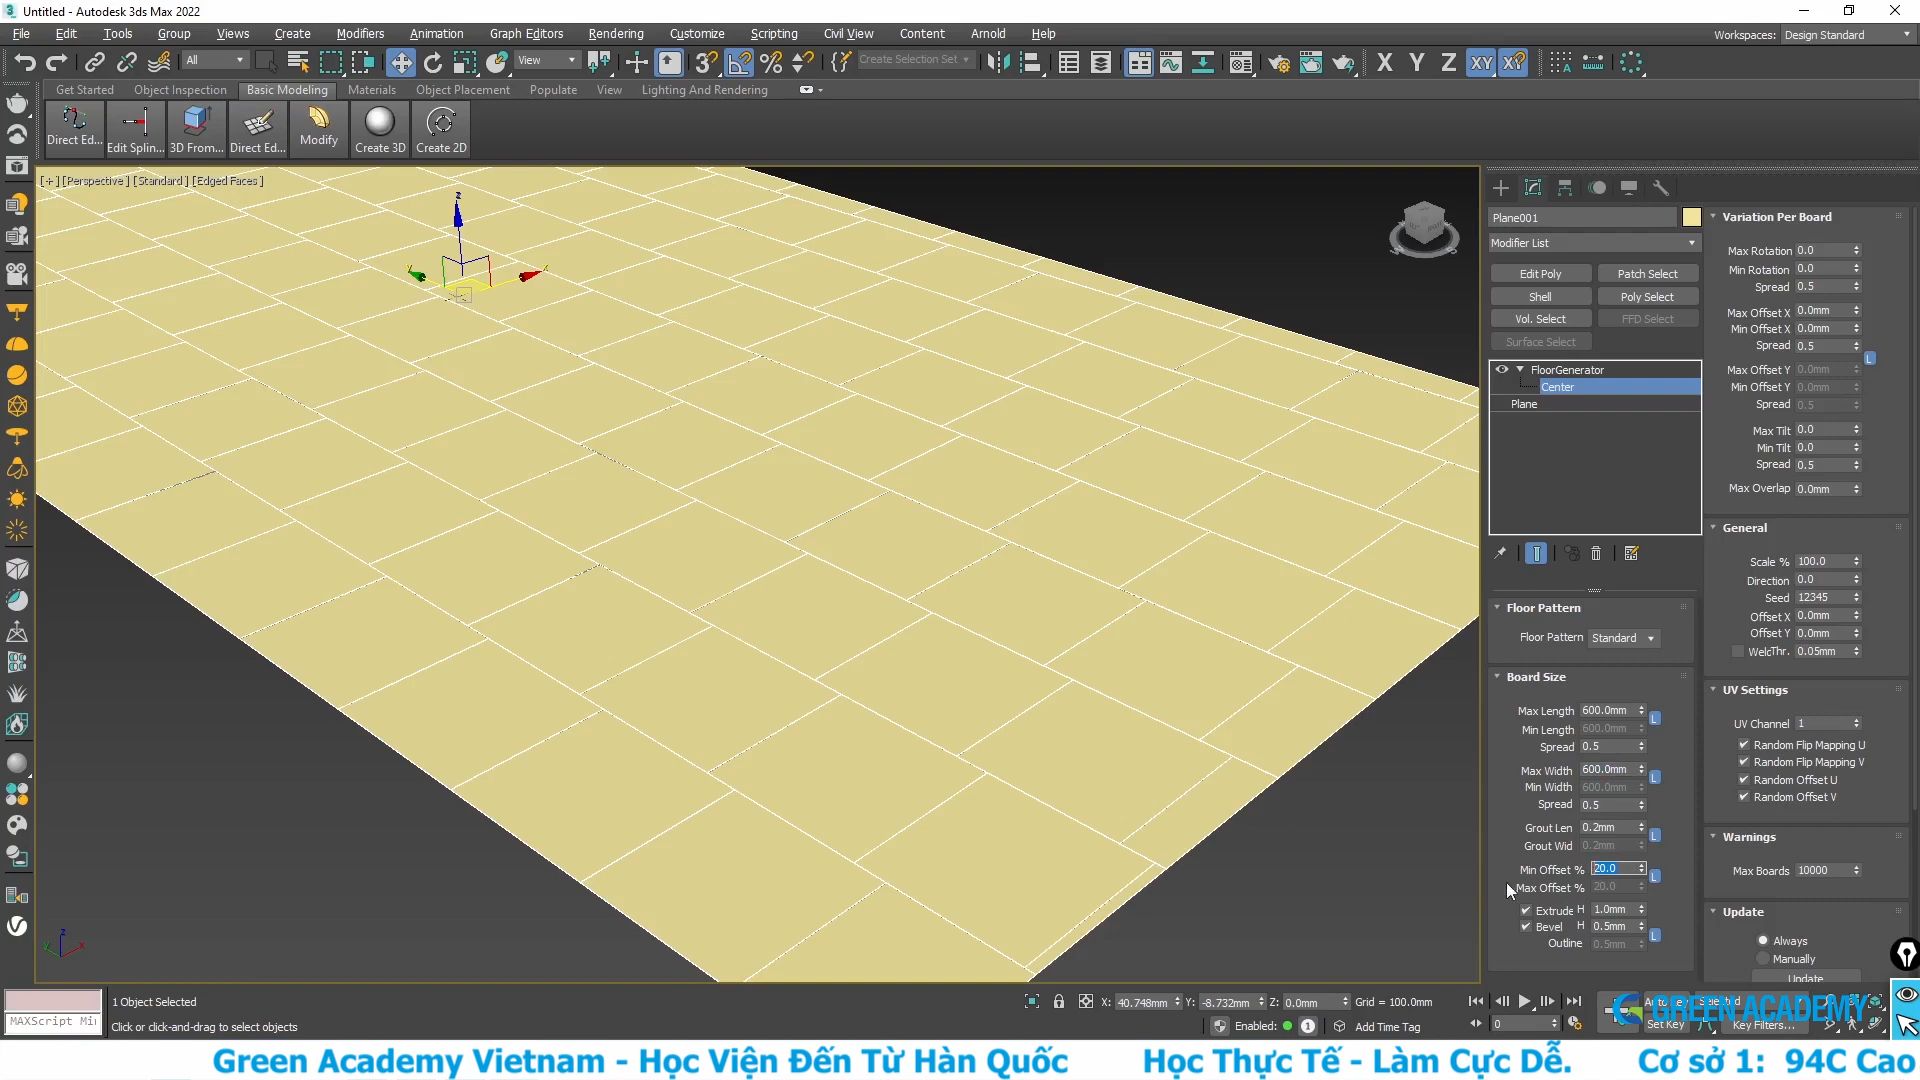 Untitled - Autodesk 3ds Max 2022
File Edit Tools Group Views Create Modifiers Animation Graph Editors Rendering Customize Scripting Civil View Content Arnold Help
Workspaces: Design Standard
All View Create Selection Set X Y Z XY XY
Get Started Object Inspection Basic Modeling Materials Object Placement Populate View Lighting And Rendering
Direct Ed... Edit Splin... 3D From... Direct Ed... Modify Create 3D Create 2D
[+] [Perspective] [Standard] [Edged Faces]
Plane001
Modifier List
Edit Poly Patch Select
Shell Poly Select
Vol. Select FFD Select
Surface Select
FloorGenerator
Center
Plane
Floor Pattern
Floor Pattern Standard
Board Size
Max Length 600.0mm L
Min Length 600.0mm
Spread 0.5
Max Width 600.0mm L
Min Width 600.0mm
Spread 0.5
Grout Len 0.2mm L
Grout Wid 0.2mm
Min Offset % 20.0 L
Max Offset % 20.0
Extrude H 1.0mm
Bevel H 0.5mm L
Outline 0.5mm
Variation Per Board
Max Rotation 0.0
Min Rotation 0.0
Spread 0.5
Max Offset X 0.0mm
Min Offset X 0.0mm
Spread 0.5
L
Max Offset Y 0.0mm
Min Offset Y 0.0mm
Spread 0.5
Max Tilt 0.0
Min Tilt 0.0
Spread 0.5
Max Overlap 0.0mm
General
Scale % 100.0
Direction 0.0
Seed 12345
Offset X 0.0mm
Offset Y 0.0mm
Thr. 0.05mm
UV Settings
UV Channel 1
Random Flip Mapping U
Random Flip Mapping V
Random Offset U
Random Offset V
Warnings
Max Boards 10000
Update
Always
Manually
Update
1 Object Selected
MAXScript Mi
Click or click-and-drag to select objects
X: 40.748mm Y: -8.732mm Z: 0.0mm Grid = 100.0mm
Enabled: 1 Add Time Tag
0
Set Key Key Filters...
GREEN ACADEMY
Green Academy Vietnam - Học Viện Đến Từ Hàn Quốc Học Thực Tế - Làm Cực Dễ. Cơ sở 1: 94C Cao